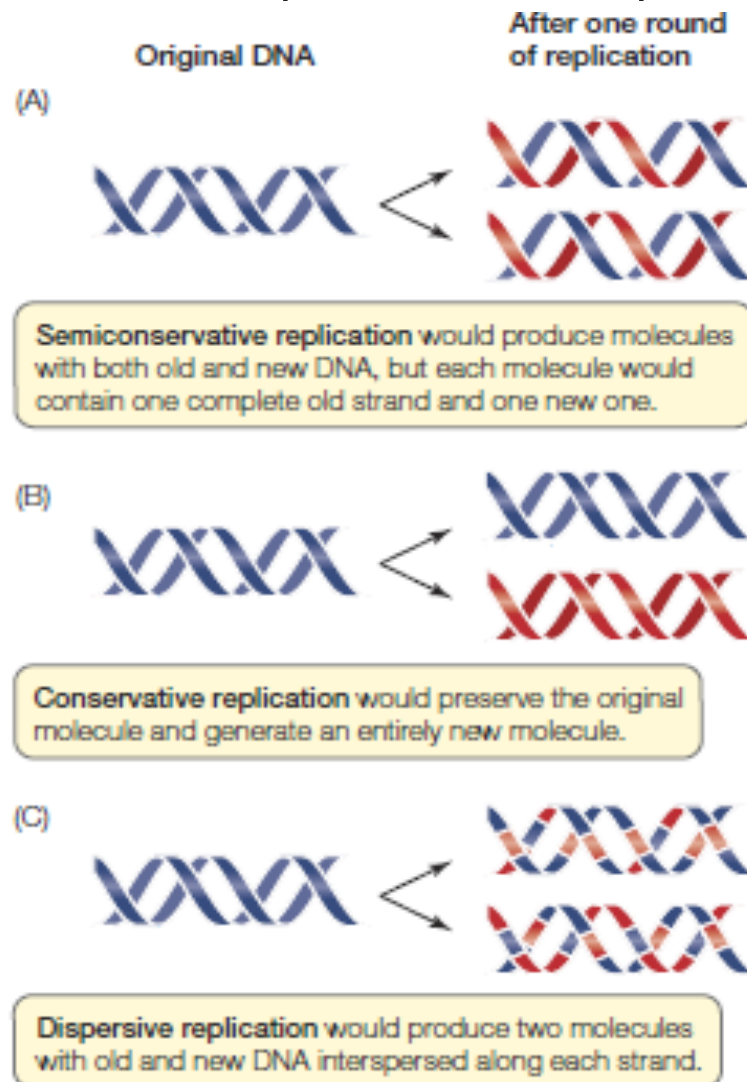 Original DNA
After one round
of replication
(A)
Semiconservative replication would produce molecules
with both old and new DNA, but each molecule would
contain one complete old strand and one new one.
(B)
Conservative replication would preserve the original
molecule and generate an entirely new molecule.
(C)
Dispersive replication would produce two molecules
with old and new DNA interspersed along each strand.